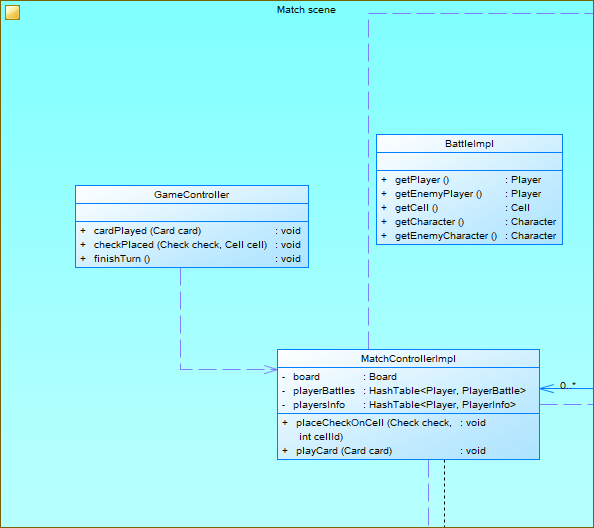 Match scene
BattleImpl
+ getPlayer () : Player
+ getEnemyPlayer () : Player
+ getCell () : Cell
+ getCharacter () : Character
+ getEnemyCharacter () : Character
GameController
+ cardPlayed (Card card) : void
+ checkPlaced (Check check, Cell cell) : void
+ finishTurn () : void
MatchControllerImpl
- board : Board
- playerBattles : HashTable<Player, PlayerBattle>
- playersInfo : HashTable<Player, PlayerInfo>
+ placeCheckOnCell (Check check, : void
int cellId)
+ playCard (Card card) : void
0..*